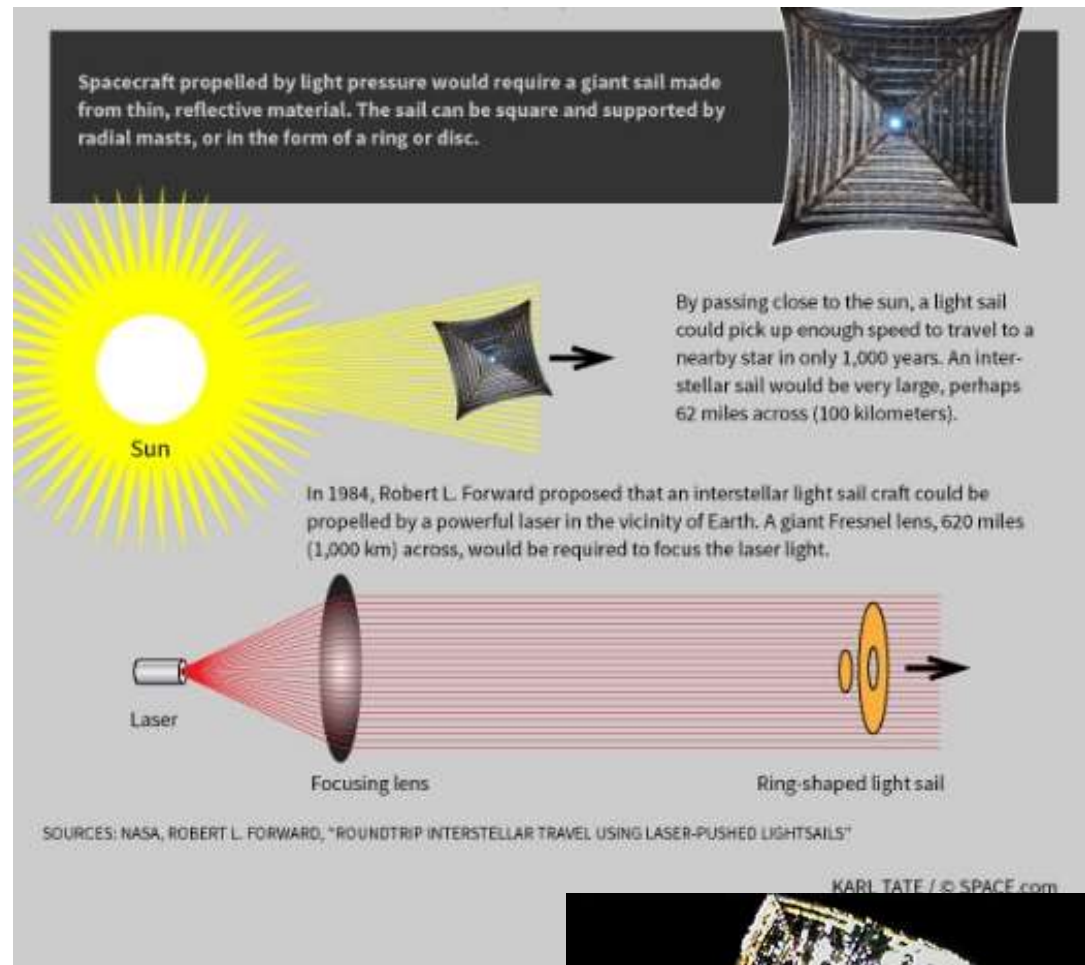 Spacecraft propelled by light pressure would require a giant sail made
from thin, reflective material. The sail can be square and supported by
radial masts, or in the form of a ring or disc.
By passing close to the sun, a light sail
could pick up enough speed to travel to a
nearby star in only 1,000 years. An inter-
stellar sail would be very large, perhaps
62 miles across (100 kilometers).
Sun
In 1984, Robert L. Forward proposed that an interstellar light sail craft could be
propelled by a powerful laser in the vicinity of Earth. A giant Fresnel lens, 620 miles
(1,000 km) across, would be required to focus the laser light.
Laser
Focusing lens
Ring-shaped light sail
SOURCES: NASA, ROBERT L. FORWARD, "ROUNDTRIP INTERSTELLAR TRAVEL USING LASER-PUSHED LIGHTSAILS"
KARL TATE / © SPACE.com